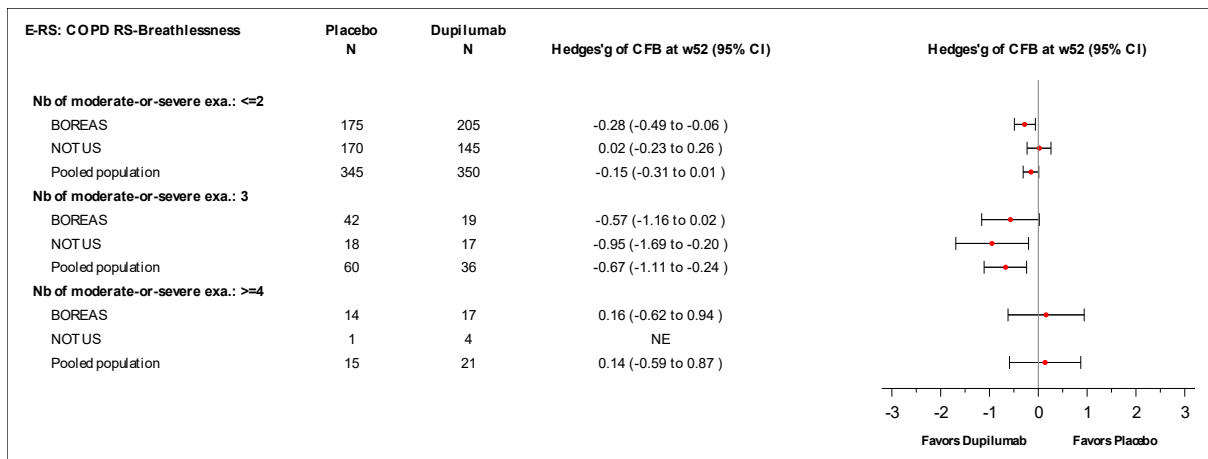 E-RS: COPD RS-Breathlessness Placebo Dupilumab
N N Hedges'g of CFB at w52 (95% CI) Hedges'g of CFB at w52 (95% CI)
Nb of moderate-or-severe exa.: <=2
BOREAS 175 205 -0.28 (-0.49 to -0.06 )
NOTUS 170 145 0.02 (-0.23 to 0.26 )
Pooled population 345 350 -0.15 (-0.31 to 0.01 )
Nb of moderate-or-severe exa.: 3
BOREAS 42 19 -0.57 (-1.16 to 0.02 )
NOTUS 18 17 -0.95 (-1.69 to -0.20 )
Pooled population 60 36 -0.67 (-1.11 to -0.24 )
Nb of moderate-or-severe exa.: >=4
BOREAS 14 17 0.16 (-0.62 to 0.94 )
NOTUS 1 4 NE
Pooled population 15 21 0.14 (-0.59 to 0.87 )
-3 -2 -1 0 1 2 3
Favors Dupilumab Favors Placebo